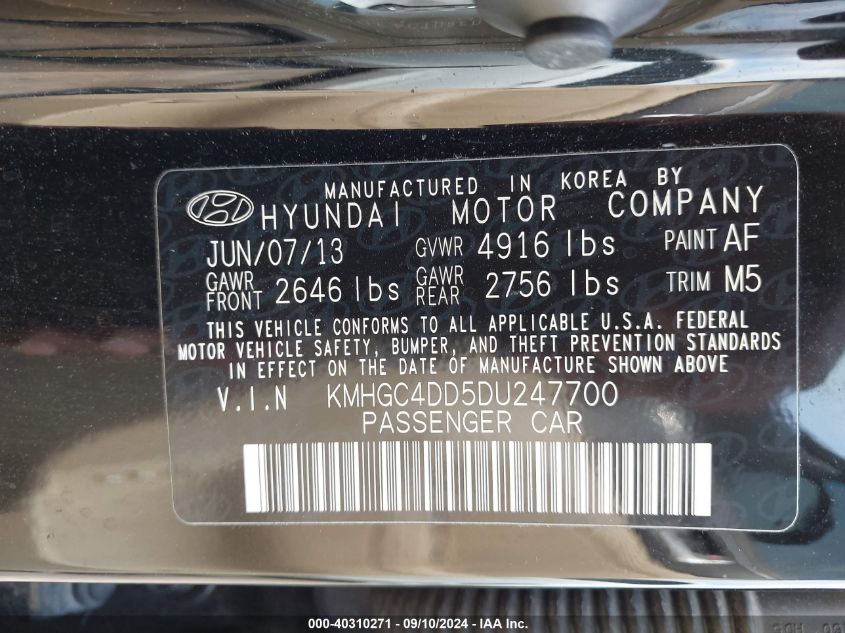 MANUFACTURED IN KOREA BY
HYUNDAI MOTOR COMPANY
JUN/07/13 GVWR 4916 lbs PAINT AF
GAWR FRONT 2646 lbs GAWR REAR 2756 lbs TRIM M5
THIS VEHICLE CONFORMS TO ALL APPLICABLE U.S.A. FEDERAL
MOTOR VEHICLE SAFETY, BUMPER, AND THEFT PREVENTION STANDARDS
IN EFFECT ON THE DATE OF MANUFACTURE SHOWN ABOVE
V.I.N KMHGC4DD5DU247700
PASSENGER CAR
000-40310271 - 09/10/2024 - IAA Inc.